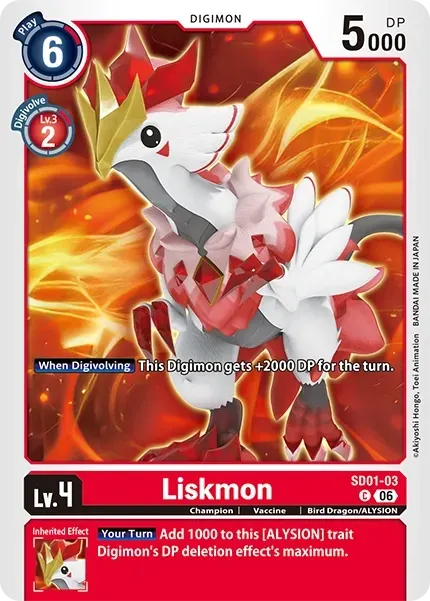 DIGIMON
Play
6
DP
5000
Digivolve
Lv.3
2
When Digivolving This Digimon gets +2000 DP for the turn.
©Akiyoshi Hongo, Toei Animation BANDAI MADE IN JAPAN
Lv.4
Liskmon
SD01-03
C 06
Champion | Vaccine | Bird Dragon/ALYSION
Inherited Effect
Your Turn Add 1000 to this [ALYSION] trait
Digimon's DP deletion effect's maximum.